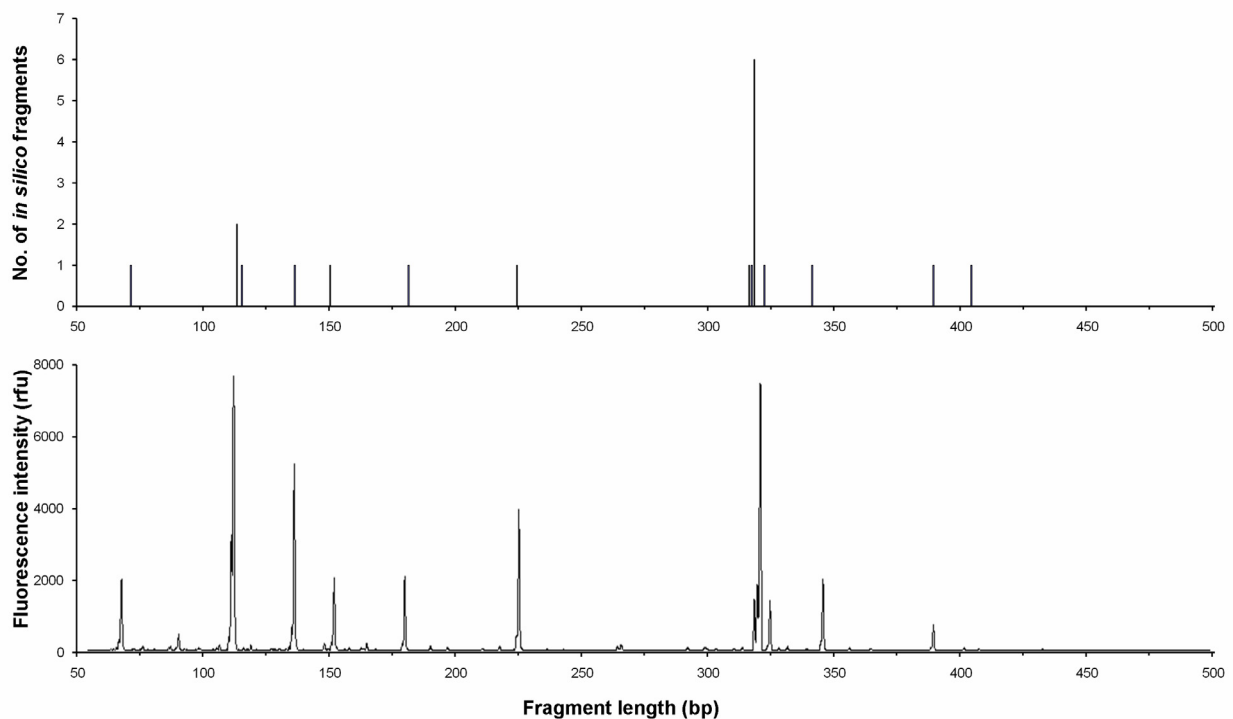 No. of in silico fragments
7
6
5
4
3
2
1
0
50 100 150 200 250 300 350 400 450 500
Fluorescence intensity (rfu)
8000
6000
4000
2000
0
50 100 150 200 250 300 350 400 450 500
Fragment length (bp)